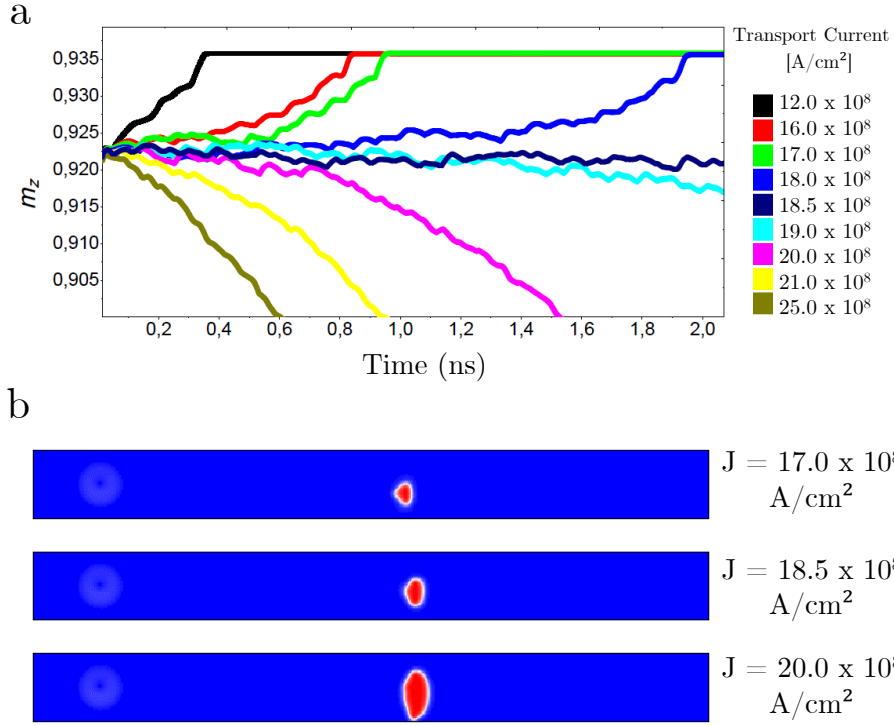 a
Transport Current
[A/cm²]
0,935
0,930
0,925
0,920
0,915
0,910
0,905
m_z
12.0 x 10⁸
16.0 x 10⁸
17.0 x 10⁸
18.0 x 10⁸
18.5 x 10⁸
19.0 x 10⁸
20.0 x 10⁸
21.0 x 10⁸
25.0 x 10⁸
0,2 0,4 0,6 0,8 1,0 1,2 1,4 1,6 1,8 2,0
Time (ns)
b
J = 17.0 x 10⁸
A/cm²
J = 18.5 x 10⁸
A/cm²
J = 20.0 x 10⁸
A/cm²